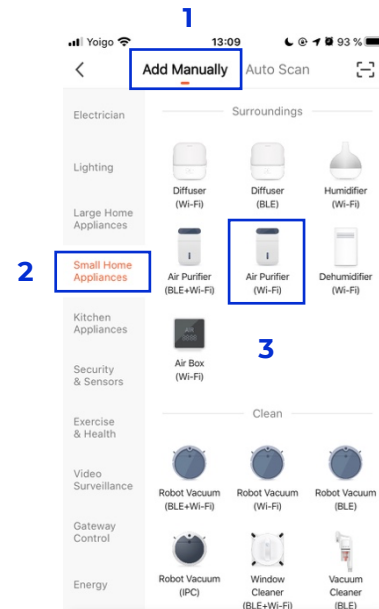 1
Yoigo 13:09 93 %
Add Manually Auto Scan
Electrician
Lighting
Large Home
Appliances
2
Small Home
Appliances
Kitchen
Appliances
Security
& Sensors
Exercise
& Health
Video
Surveillance
Gateway
Control
Energy
Surroundings
Diffuser
(Wi-Fi)
Diffuser
(BLE)
Humidifier
(Wi-Fi)
Air Purifier
(BLE+Wi-Fi)
Air Purifier
(Wi-Fi)
Dehumidifier
(Wi-Fi)
3
Air Box
(Wi-Fi)
Clean
Robot Vacuum
(BLE+Wi-Fi)
Robot Vacuum
(Wi-Fi)
Robot Vacuum
(BLE)
Robot Vacuum
(IPC)
Window
Cleaner
(BLE+Wi-Fi)
Vacuum
Cleaner
(BLE)